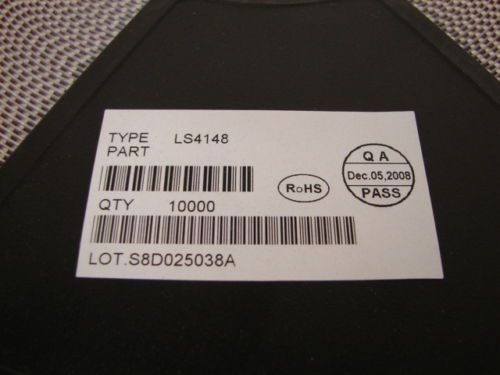 TYPE LS4148
PART
QTY 10000
LOT.S8D025038A
RoHS
QA
Dec.05,2008
PASS